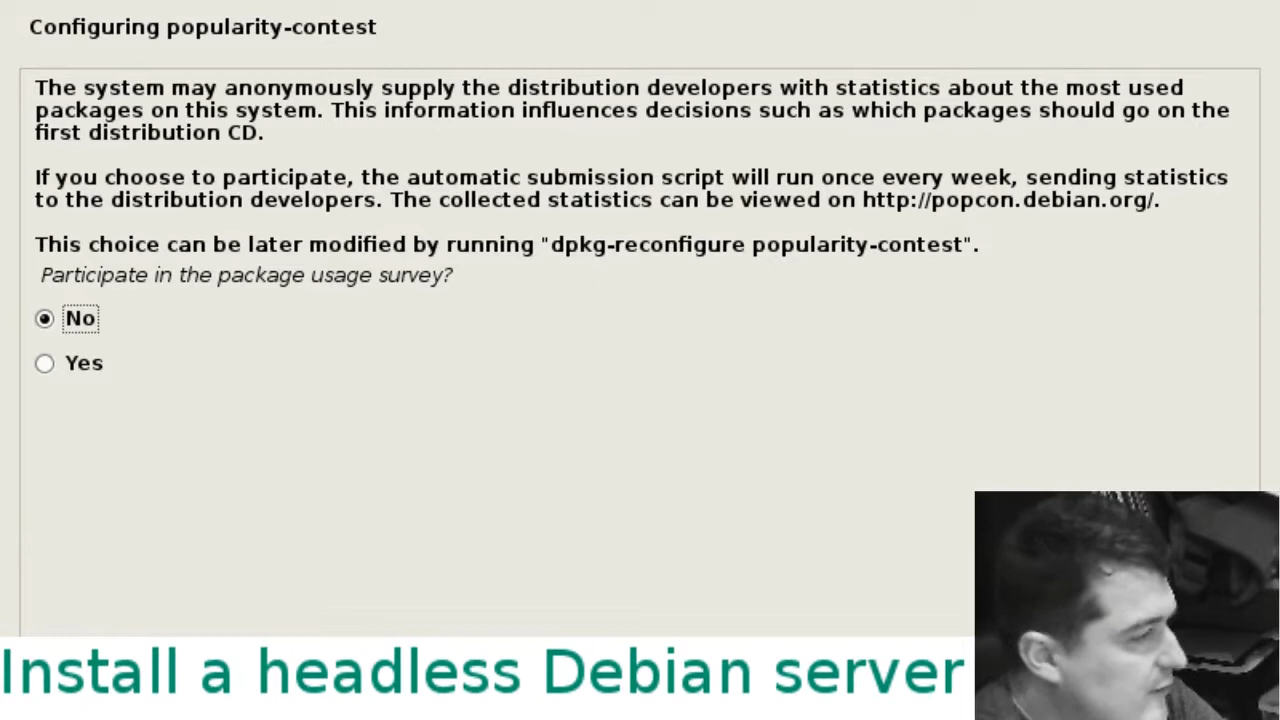 Configuring popularity-contest
The system may anonymously supply the distribution developers with statistics about the most used
packages on this system. This information influences decisions such as which packages should go on the
first distribution CD.
If you choose to participate, the automatic submission script will run once every week, sending statistics
to the distribution developers. The collected statistics can be viewed on http://popcon.debian.org/.
This choice can be later modified by running "dpkg-reconfigure popularity-contest".
Participate in the package usage survey?
No
Yes
Install a headless Debian server